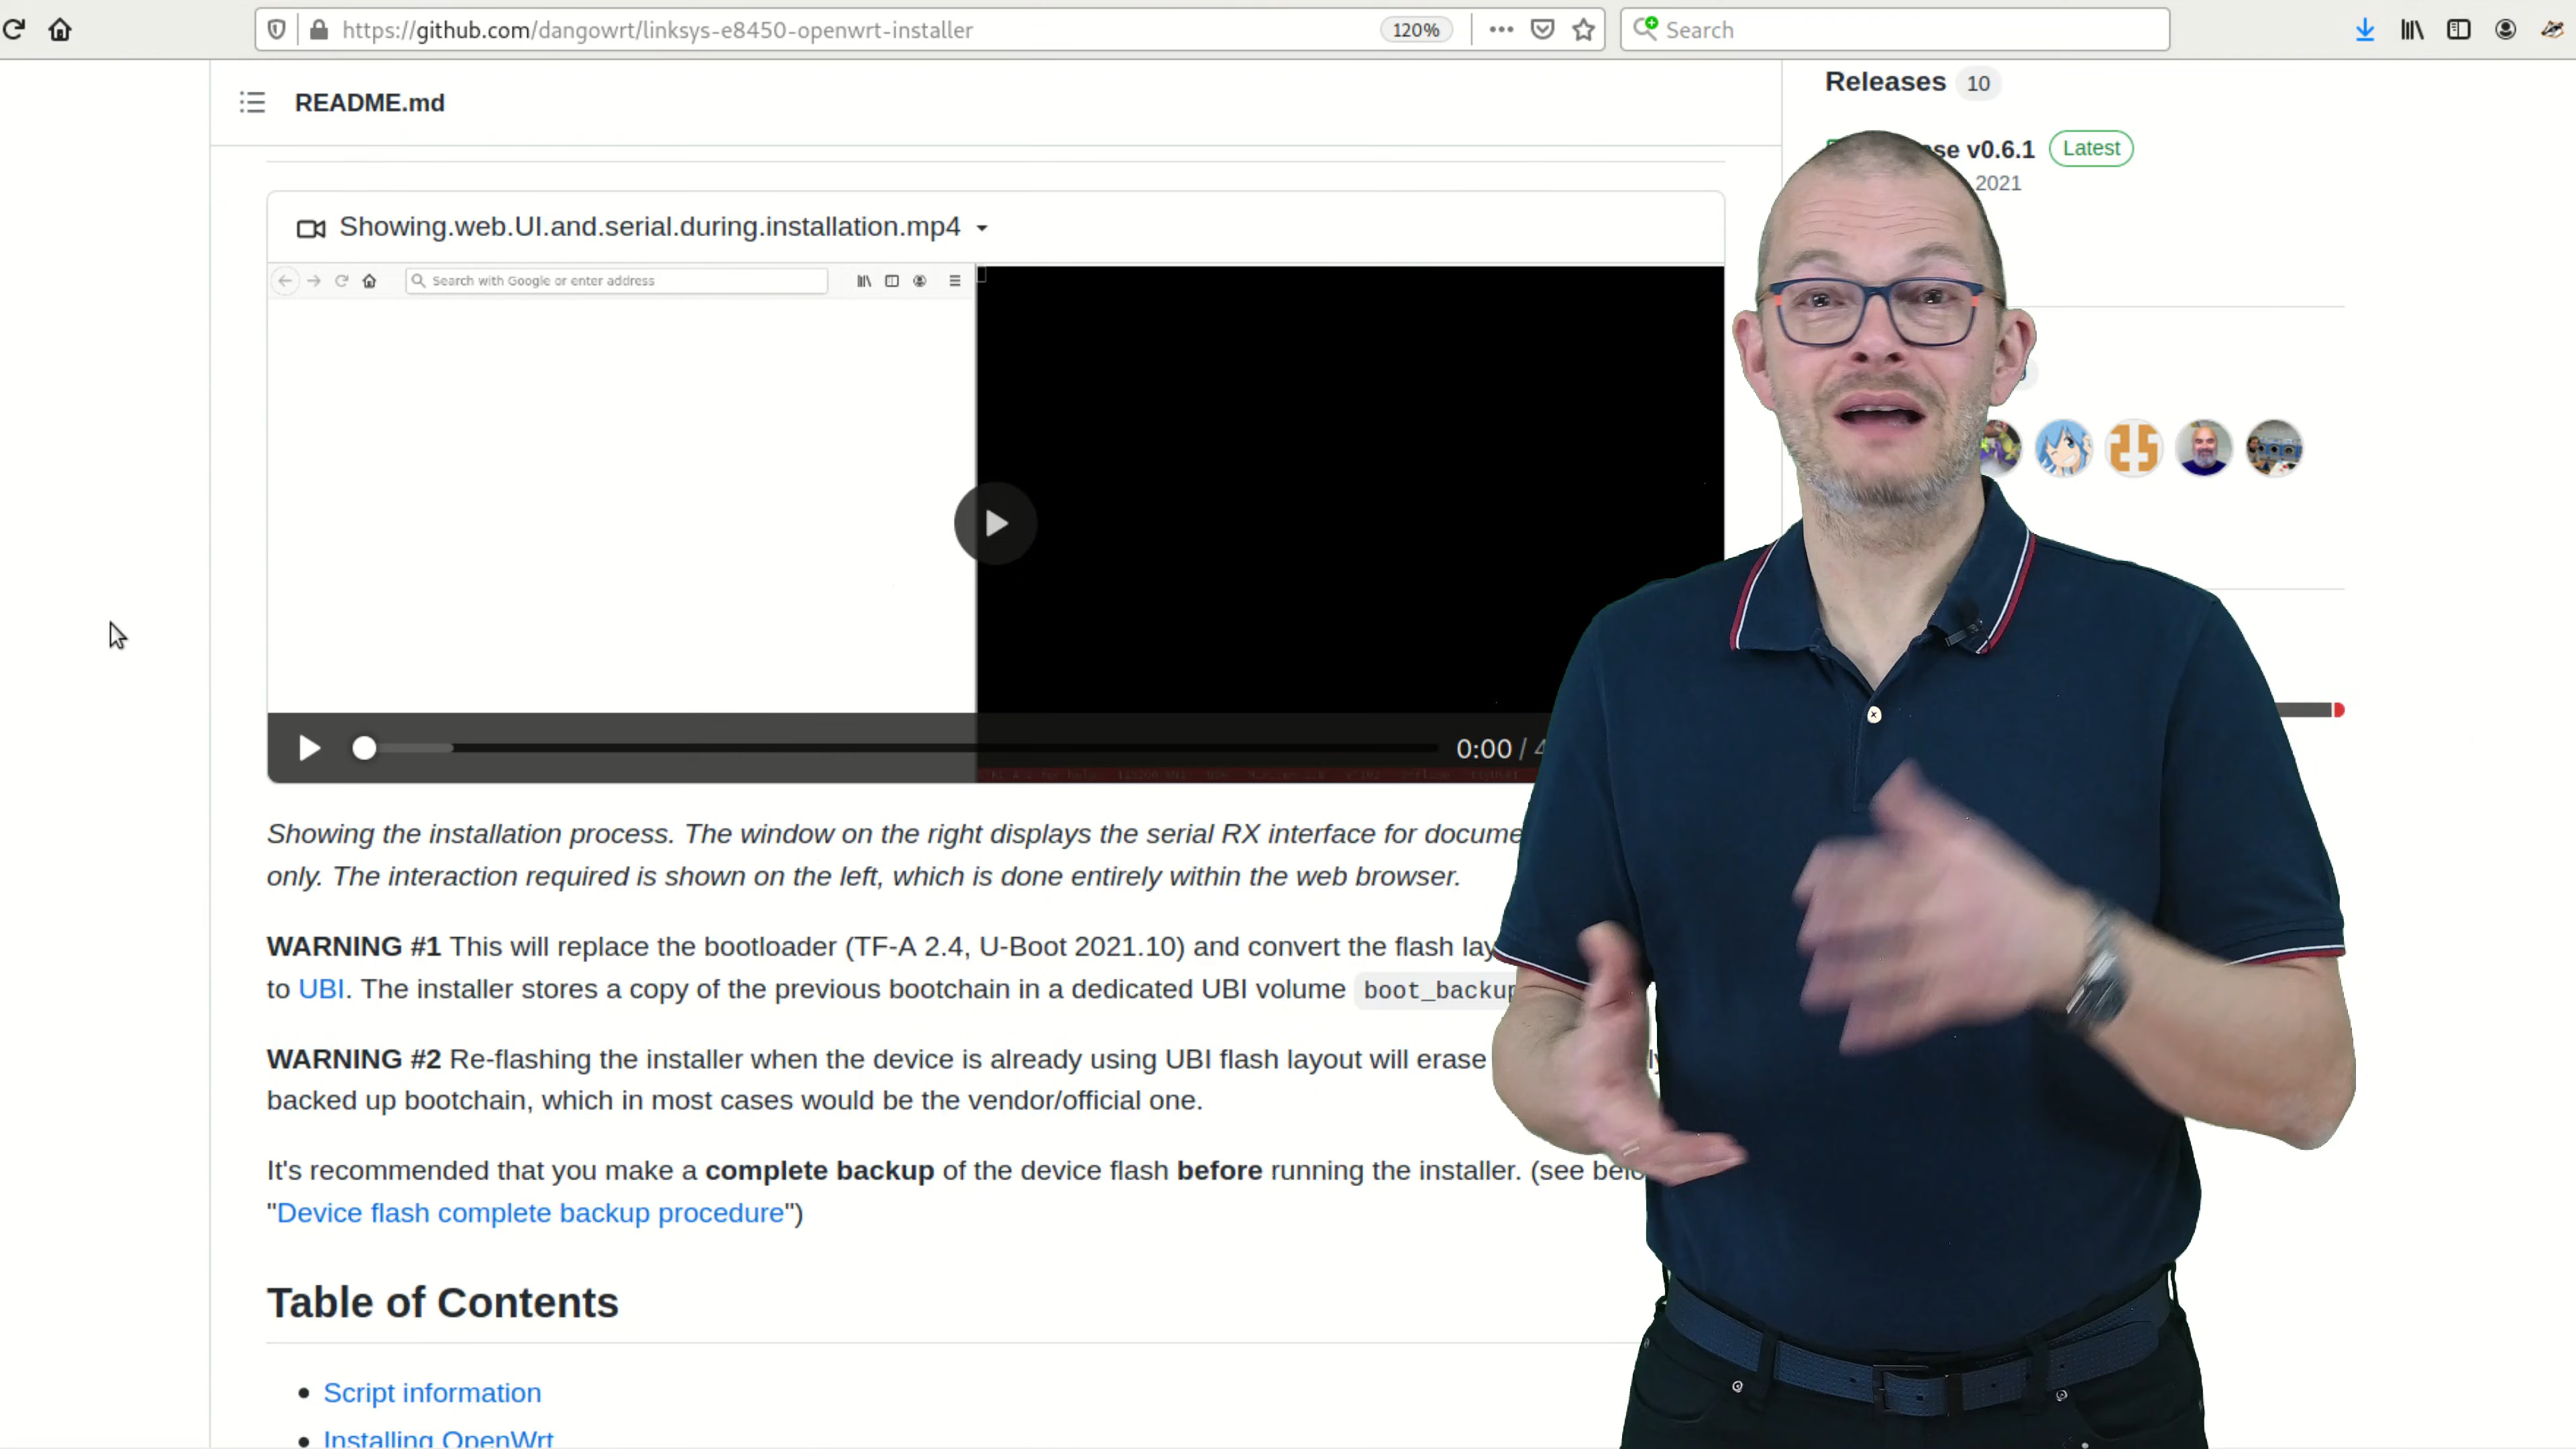 https://github.com/dangowrt/linksys-e8450-openwrt-installer
120%
Search
README.md
Releases 10
v0.6.1 Latest
2021
Showing.web.UI.and.serial.during.installation.mp4
Search with Google or enter address
0:00 /
Showing the installation process. The window on the right displays the serial RX interface for
only. The interaction required is shown on the left, which is done entirely within the web browser.
WARNING #1 This will replace the bootloader (TF-A 2.4, U-Boot 2021.10) and convert the flash
to UBI. The installer stores a copy of the previous bootchain in a dedicated UBI volume boot_backup
WARNING #2 Re-flashing the installer when the device is already using UBI flash layout will erase
backed up bootchain, which in most cases would be the vendor/official one.
It's recommended that you make a complete backup of the device flash before running the installer. (see
"Device flash complete backup procedure")
Table of Contents
Script information
Installing OpenWrt